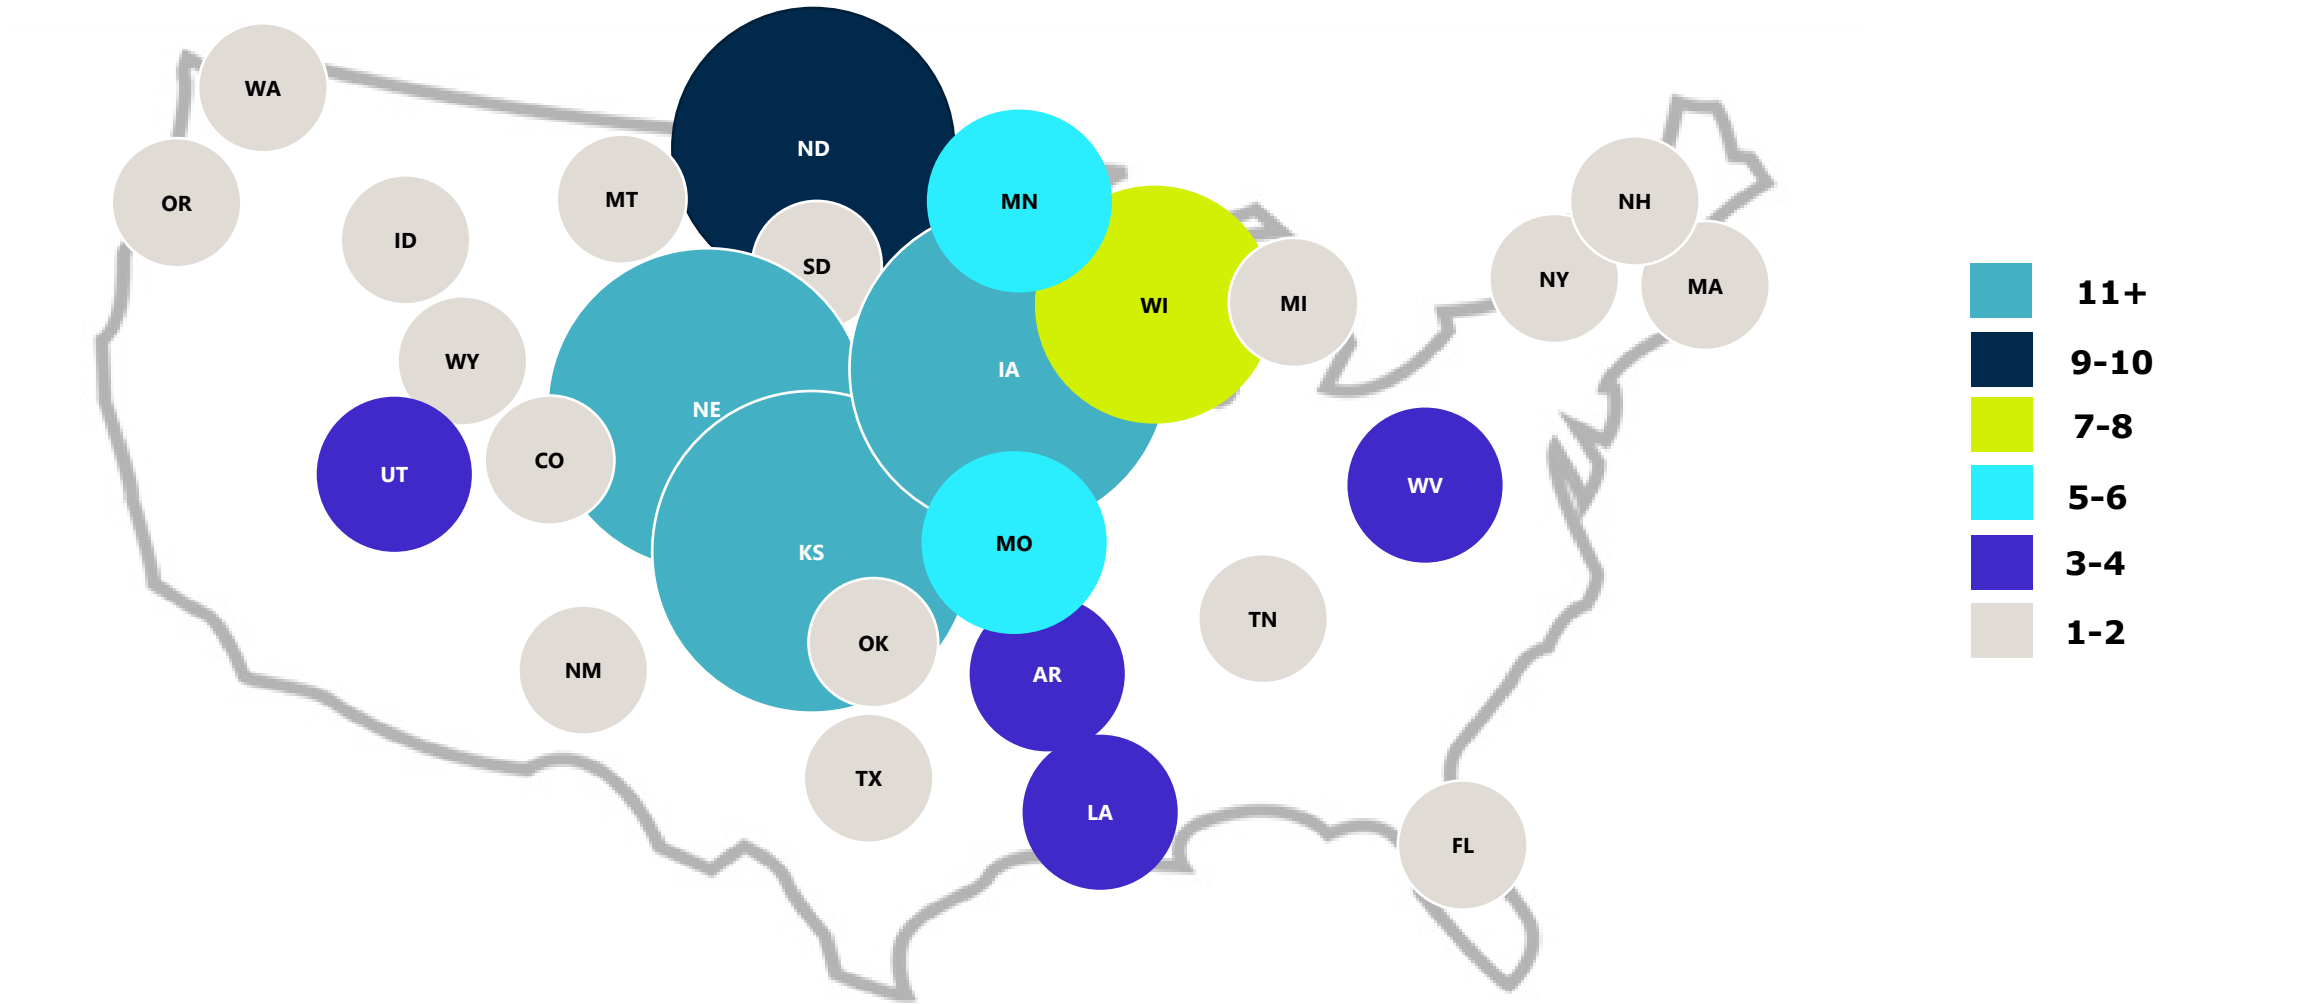 WA
ND
MN
MT
OR
NH
ID
SD
NY
MA
WI
MI
WY
IA
NE
CO
UT
WV
KS
MO
TN
OK
NM
AR
TX
LA
FL
11+
9-10
7-8
5-6
3-4
1-2